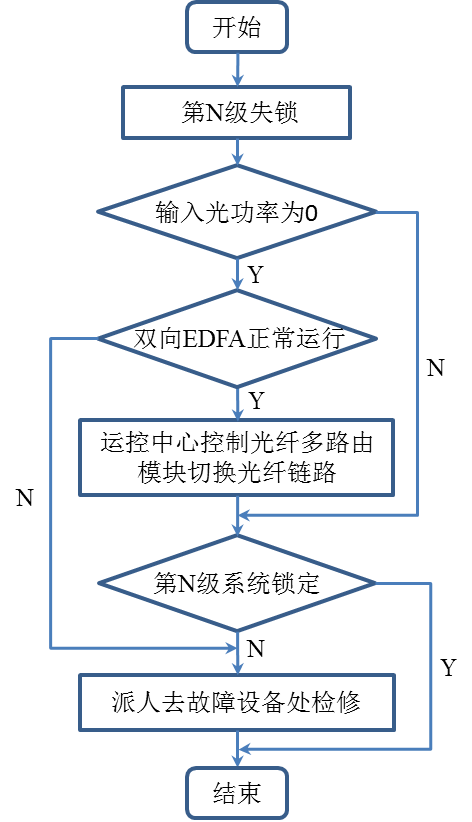 开始
第N级失锁
输入光功率为0
Y
双向EDFA正常运行
N
Y
运控中心控制光纤多路由
模块切换光纤链路
N
第N级系统锁定
N
Y
派人去故障设备处检修
结束